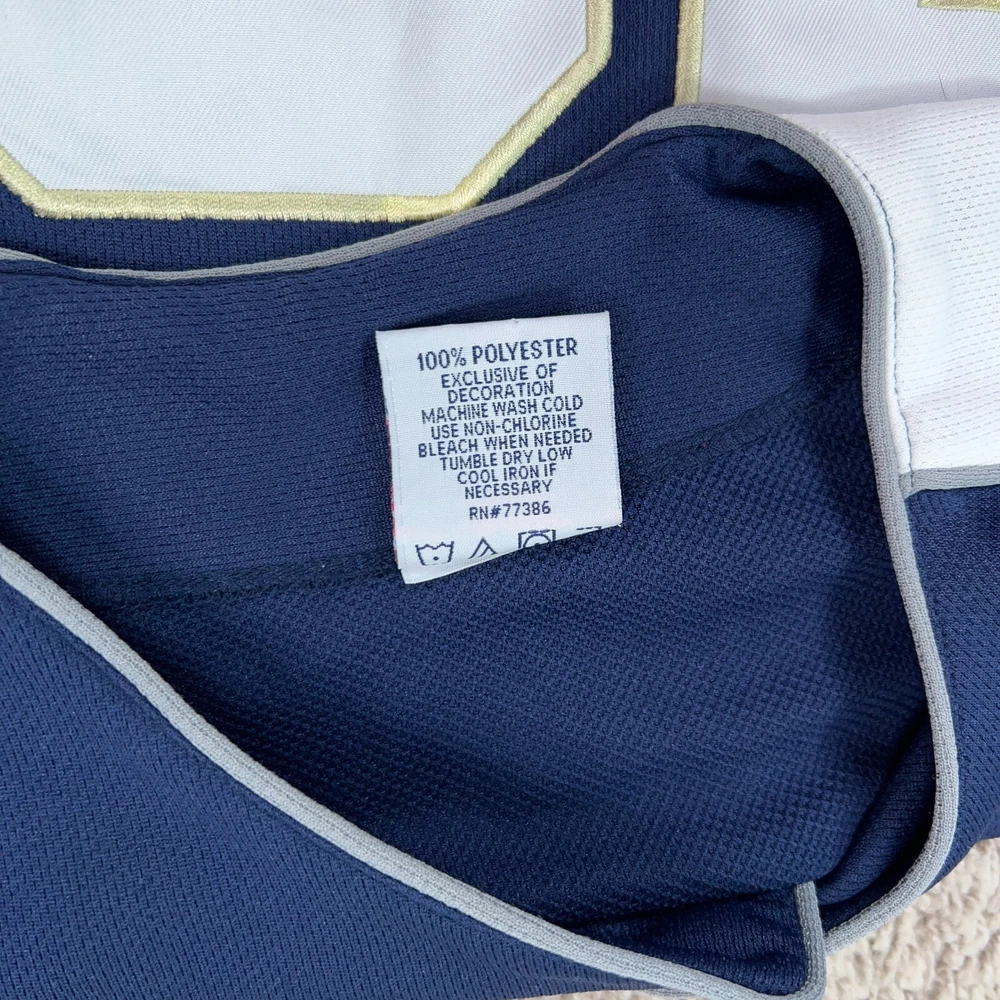 100% POLYESTER
EXCLUSIVE OF
DECORATION
MACHINE WASH COLD
USE NON-CHLORINE
BLEACH WHEN NEEDED
TUMBLE DRY LOW
COOL IRON IF
NECESSARY
RN#77386